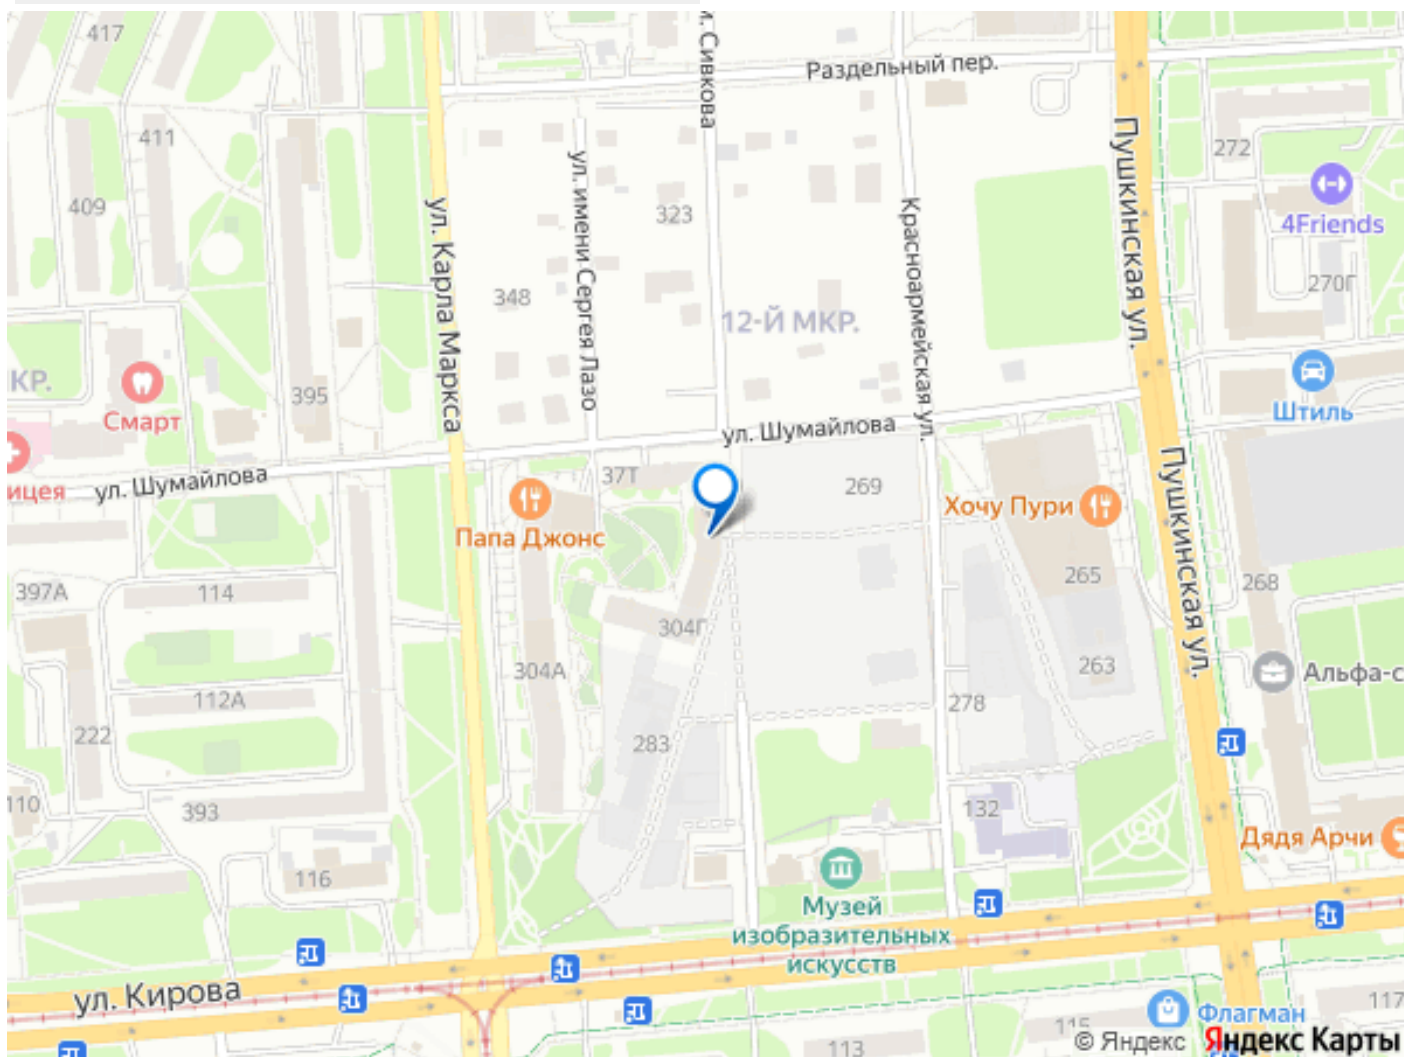 417
м. Сивкова
Раздельный пер.
Пушкинская ул.
411
272
4Friends
409
ул. Карла Маркса
ул. имени Сергея Лазо
323
Красноармейская ул.
270Г
348
12-Й МКР.
КР.
Смарт
395
Штиль
ул. Шумайлова
ицея
ул. Шумайлова
37Т
269
Хочу Пури
Папа Джонс
Пушкинская ул.
397А
114
265
268
304Г
304А
263
Альфа-с
112А
278
222
283
110
393
132
Дядя Арчи
116
Музей
изобразительных
искусств
ул. Кирова
Флагман
117
115
113
© Яндекс Яндекс Карты